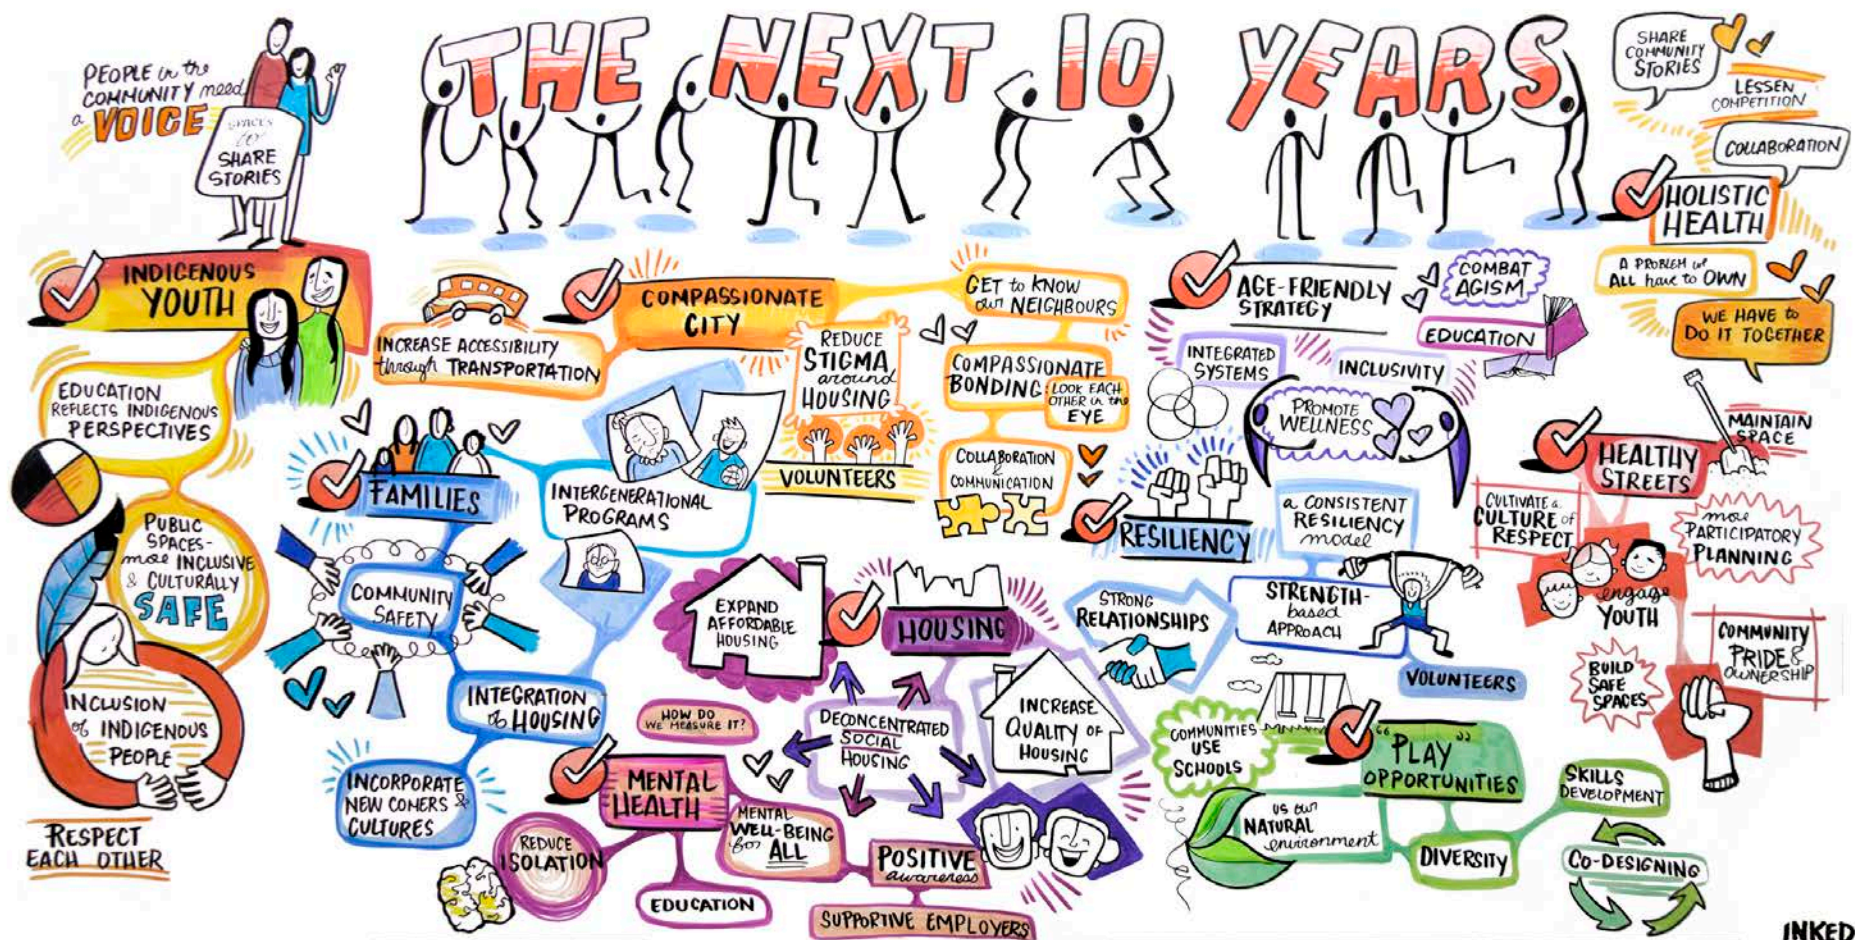 THE NEXT 10 YEARS
PEOPLE in the
COMMUNITY need
a VOICE
SPACES
to
SHARE
STORIES
INDIGENOUS
YOUTH
EDUCATION
REFLECTS INDIGENOUS
PERSPECTIVES
PUBLIC
SPACES-
more INCLUSIVE
& CULTURALLY
SAFE
INCLUSION
of INDIGENOUS
PEOPLE
RESPECT
EACH OTHER
COMPASSIONATE
CITY
INCREASE ACCESSIBILITY
through TRANSPORTATION
REDUCE
STIGMA
around
HOUSING
VOLUNTEERS
GET to KNOW
our NEIGHBOURS
COMPASSIONATE
BONDING:
LOOK EACH
OTHER in the
EYE
COLLABORATION
&
COMMUNICATION
FAMILIES
INTERGENERATIONAL
PROGRAMS
COMMUNITY
SAFETY
INTEGRATION
of HOUSING
INCORPORATE
NEW COMERS &
CULTURES
HOUSING
EXPAND
AFFORDABLE
HOUSING
DECONCENTRATED
SOCIAL
HOUSING
INCREASE
QUALITY OF
HOUSING
MENTAL
HEALTH
HOW DO
WE MEASURE IT?
REDUCE
ISOLATION
EDUCATION
MENTAL
WELL-BEING
for ALL
POSITIVE
awareness
SUPPORTIVE EMPLOYERS
AGE-FRIENDLY
STRATEGY
COMBAT
AGISM
EDUCATION
INTEGRATED
SYSTEMS
INCLUSIVITY
PROMOTE
WELLNESS
RESILIENCY
a CONSISTENT
RESILIENCY
model
STRENGTH-
based
APPROACH
STRONG
RELATIONSHIPS
VOLUNTEERS
"PLAY"
OPPORTUNITIES
COMMUNITIES
USE
SCHOOLS
US our
NATURAL
environment
DIVERSITY
SKILLS
DEVELOPMENT
CO-DESIGNING
SHARE
COMMUNITY
STORIES
LESSEN
COMPETITION
COLLABORATION
HOLISTIC
HEALTH
A PROBLEM we
ALL have to OWN
WE HAVE to
DO IT TOGETHER
HEALTHY
STREETS
MAINTAIN
SPACE
CULTIVATE a
CULTURE of
RESPECT
more
PARTICIPATORY
PLANNING
engage
YOUTH
BUILD
SAFE
SPACES
COMMUNITY
PRIDE &
OWNERSHIP
INKED